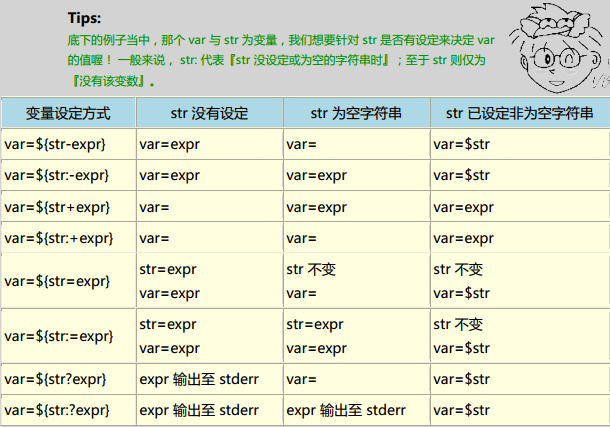 Tips:
底下的例子当中，那个 var 与 str 为变量，我们想要针对 str 是否有设定来决定 var
的值喔！ 一般来说， str: 代表『str 没设定或为空的字符串时』；至于 str 则仅为
『没有该变数』。
变量设定方式 str 没有设定 str 为空字符串 str 已设定非为空字符串
var=${str-expr} var=expr var= var=$str
var=${str:-expr} var=expr var=expr var=$str
var=${str+expr} var= var=expr var=expr
var=${str:+expr} var= var= var=expr
var=${str=expr} str=expr str 不变 str 不变
var=expr var= var=$str
var=${str:=expr} str=expr str=expr str 不变
var=expr var=expr var=$str
var=${str?expr} expr 输出至 stderr var= var=$str
var=${str:?expr} expr 输出至 stderr expr 输出至 stderr var=$str